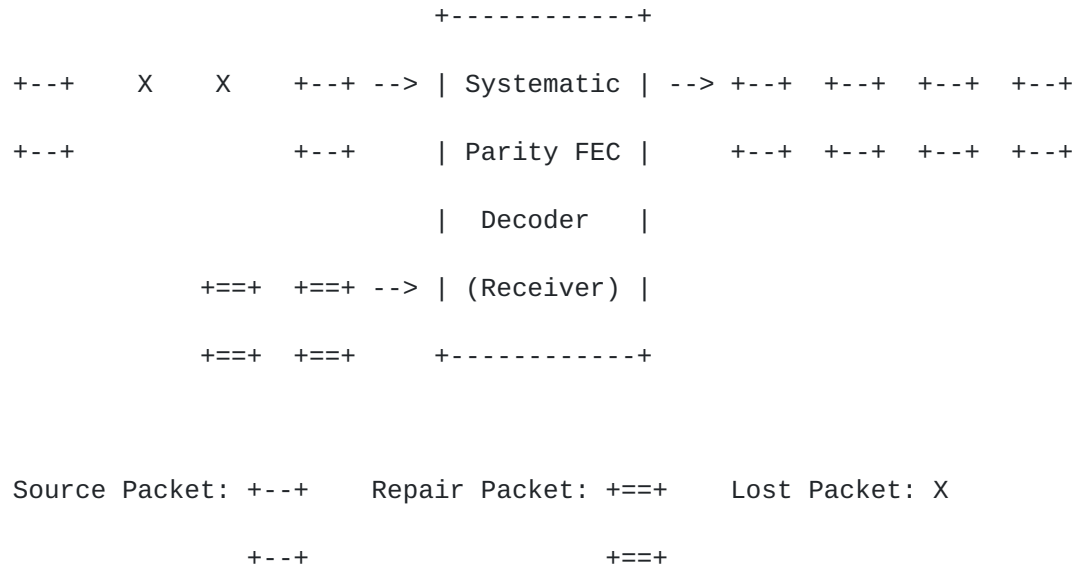 +------------+
+--+    X    X    +--+ --> | Systematic | --> +--+  +--+  +--+  +--+
+--+              +--+     | Parity FEC |     +--+  +--+  +--+  +--+
                           |  Decoder   |
            +==+  +==+ --> | (Receiver) |
            +==+  +==+     +------------+
Source Packet: +--+    Repair Packet: +==+    Lost Packet: X
               +--+                   +==+